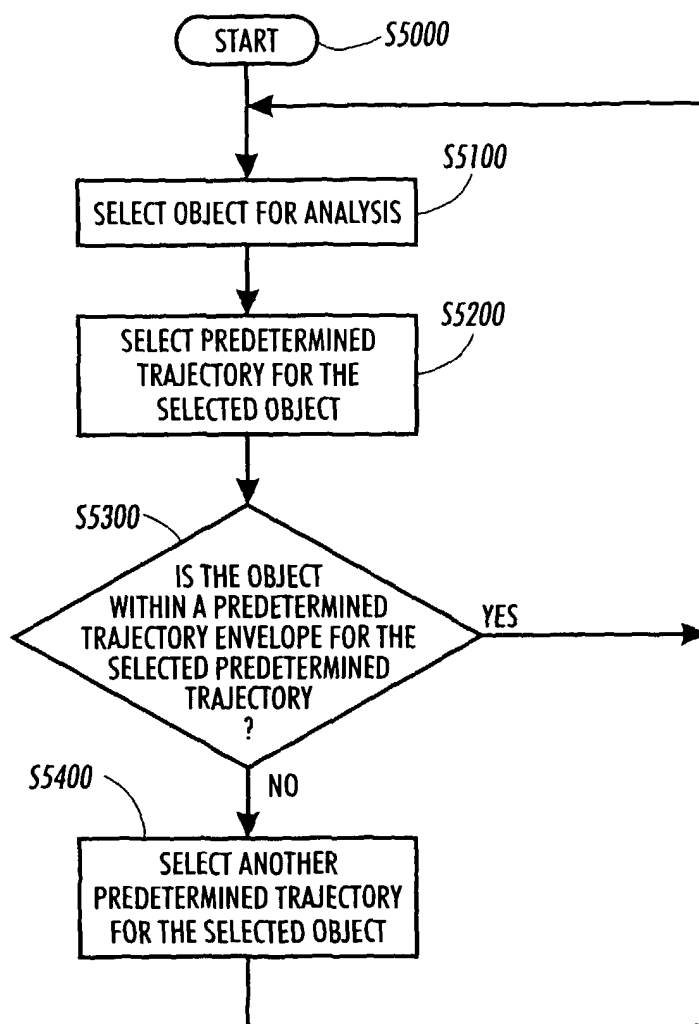 START
S5000
S5100
SELECT OBJECT FOR ANALYSIS
S5200
SELECT PREDETERMINED
TRAJECTORY FOR THE
SELECTED OBJECT
S5300
IS THE OBJECT
WITHIN A PREDETERMINED
TRAJECTORY ENVELOPE FOR THE
SELECTED PREDETERMINED
TRAJECTORY
?
YES
NO
S5400
SELECT ANOTHER
PREDETERMINED TRAJECTORY
FOR THE SELECTED OBJECT